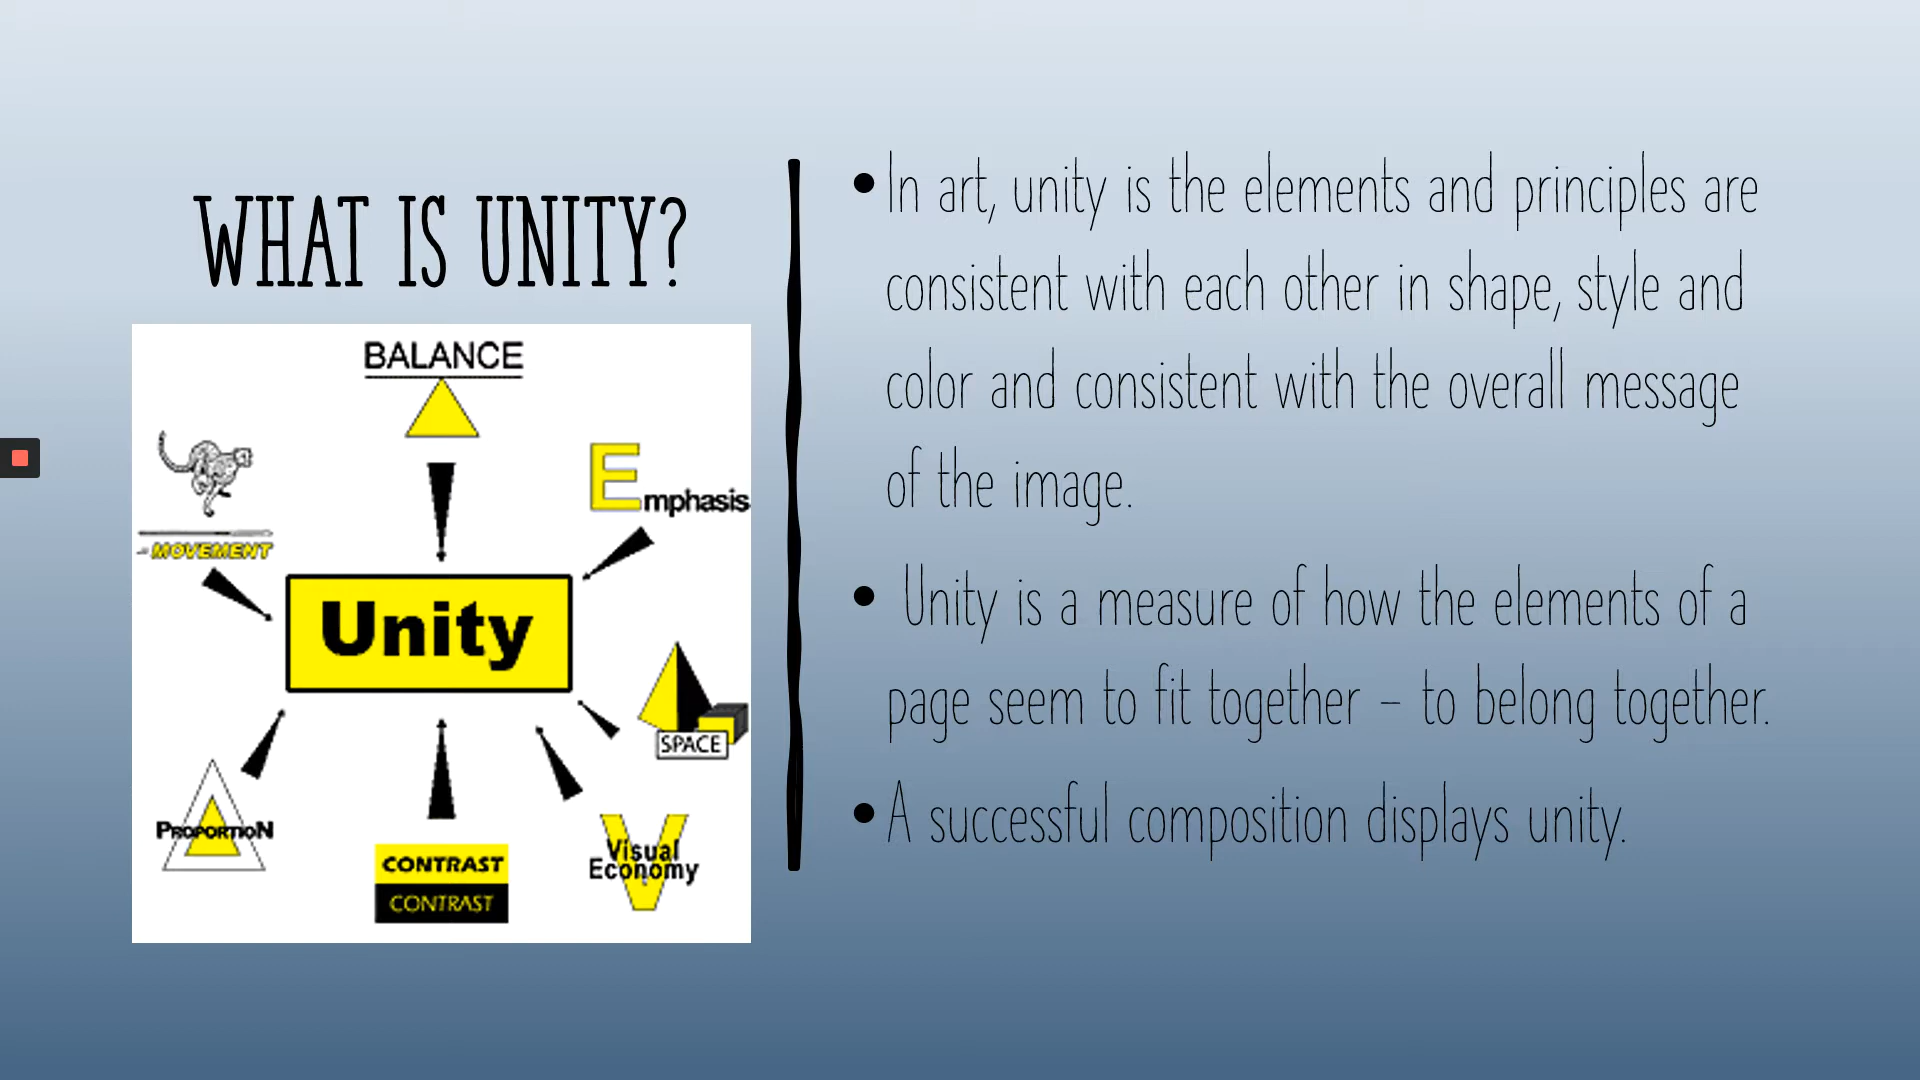 WHAT IS UNITY?
BALANCE
Emphasis
MOVEMENT
Unity
SPACE
PROPORTION
CONTRAST
CONTRAST
Visual
Economy
• In art, unity is the elements and principles are
consistent with each other in shape, style and
color and consistent with the overall message
of the image.
• Unity is a measure of how the elements of a
page seem to fit together – to belong together.
• A successful composition displays unity.